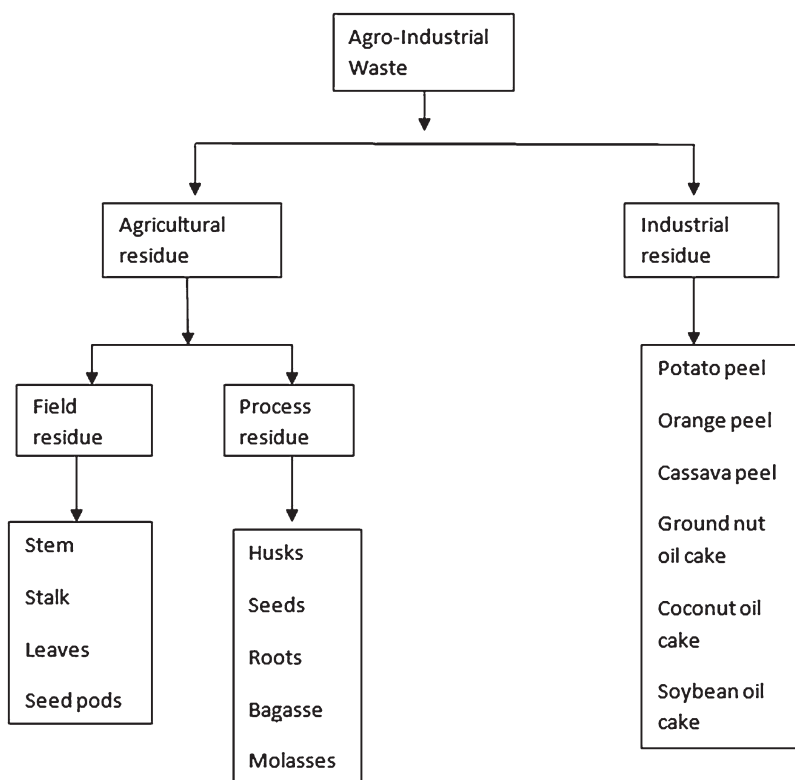 Agro-Industrial
Waste
Agricultural
residue
Industrial
residue
Field
residue
Process
residue
Stem
Stalk
Leaves
Seed pods
Husks
Seeds
Roots
Bagasse
Molasses
Potato peel
Orange peel
Cassava peel
Ground nut
oil cake
Coconut oil
cake
Soybean oil
cake